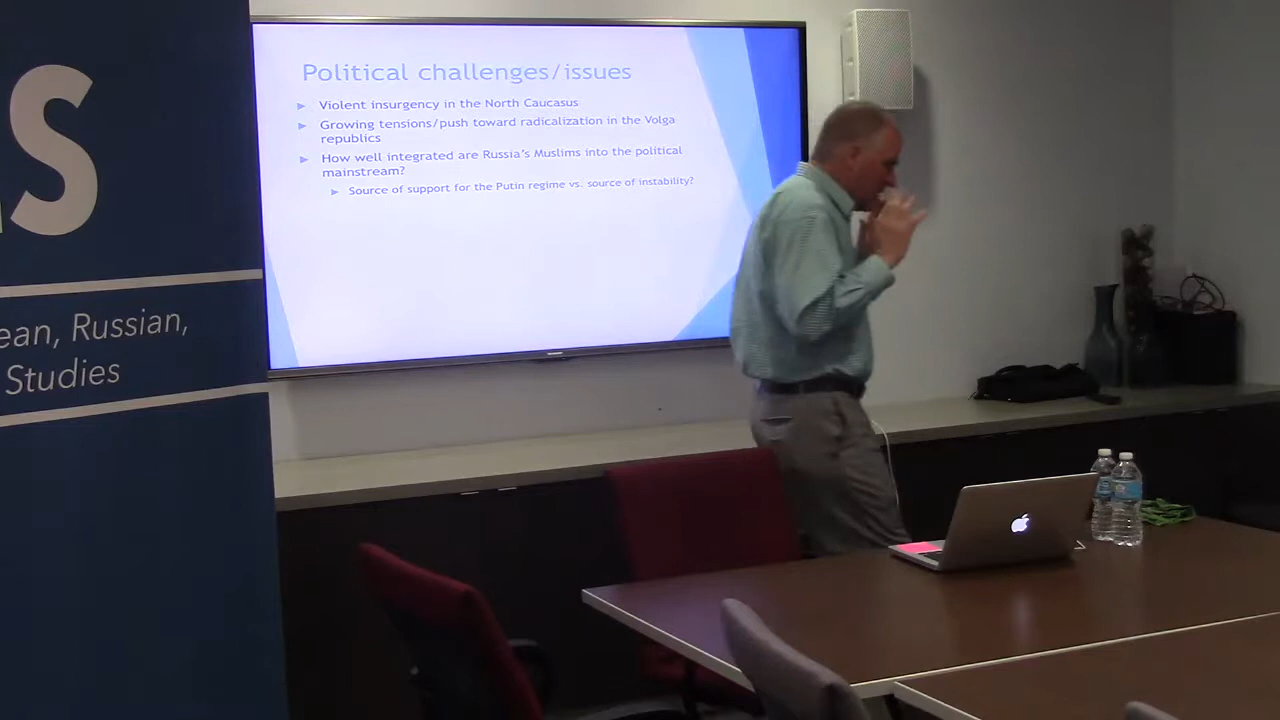 S
ean, Russian,
Studies
Political challenges/issues
Violent insurgency in the North Caucasus
Growing tensions/push toward radicalization in the Volga
republics
How well integrated are Russia's Muslims into the political
mainstream?
Source of support for the Putin regime vs. source of instability?